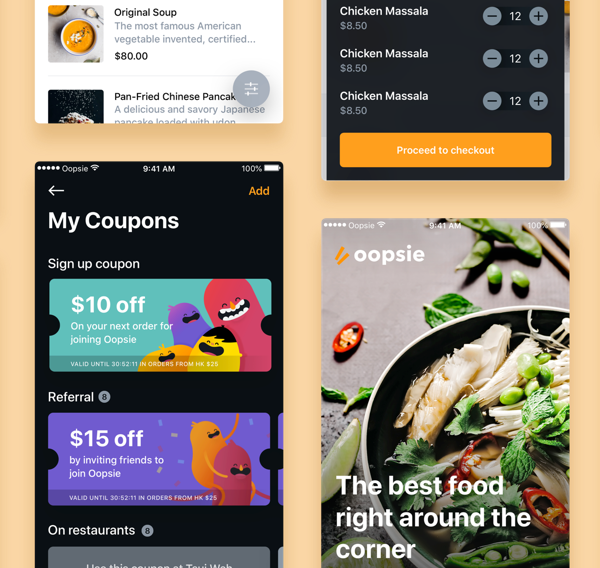 Original Soup
The most famous American
vegetable invented, certified...
$80.00
Pan-Fried Chinese Pancak
A delicious and savory Japanese
pancake loaded with udon
Chicken Massala
$8.50
12
Chicken Massala
$8.50
12
Chicken Massala
$8.50
12
Proceed to checkout
Oopsie
9:41 AM
100%
Add
My Coupons
Sign up coupon
$10 off
On your next order for
joining Oopsie
VALID UNTIL 30:52:11 IN ORDERS FROM HK $25
Referral 8
$15 off
by inviting friends to
join Oopsie
VALID UNTIL 30:52:11 IN ORDERS FROM HK $25
On restaurants 8
Use this coupon at
Oopsie
9:41 AM
100%
oopsie
The best food
right around the
corner